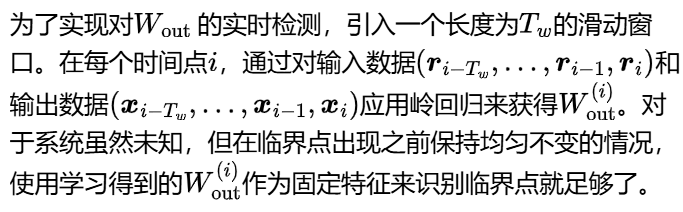 为了实现对$W_{\text{out}}$ 的实时检测，引入一个长度为$T_w$的滑动窗
口。在每个时间点$i$，通过对输入数据$(\boldsymbol{r}_{i-T_w}, \ldots, \boldsymbol{r}_{i-1}, \boldsymbol{r}_i)$和
输出数据$(\boldsymbol{x}_{i-T_w}, \ldots, \boldsymbol{x}_{i-1}, \boldsymbol{x}_i)$应用岭回归来获得$W_{\text{out}}^{(i)}$。对
于系统虽然未知，但在临界点出现之前保持均匀不变的情况，
使用学习得到的$W_{\text{out}}^{(i)}$作为固定特征来识别临界点就足够了。